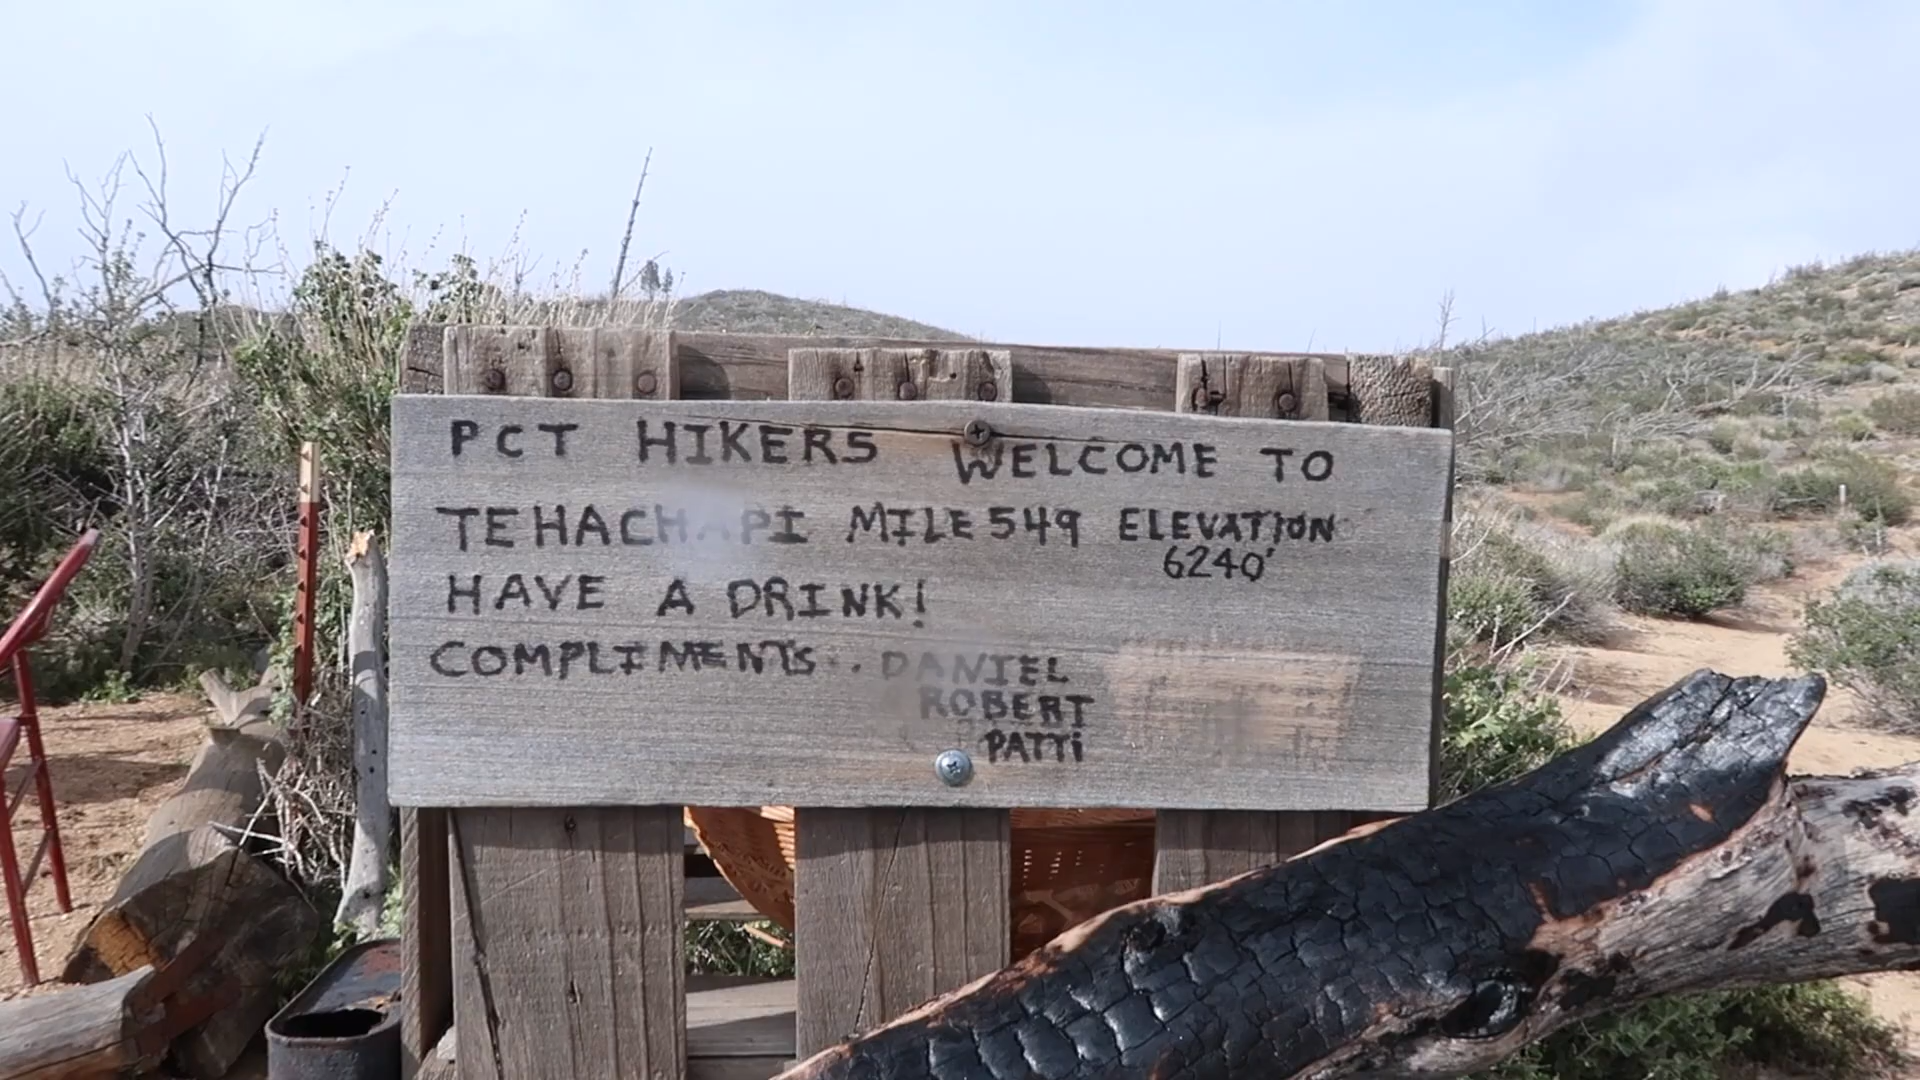 PCT HIKERS WELCOME TO
TEHACHAPI MILE 549 ELEVATION
6240'
HAVE A DRINK!
COMPLIMENTS.. DANIEL
ROBERT
PATTI